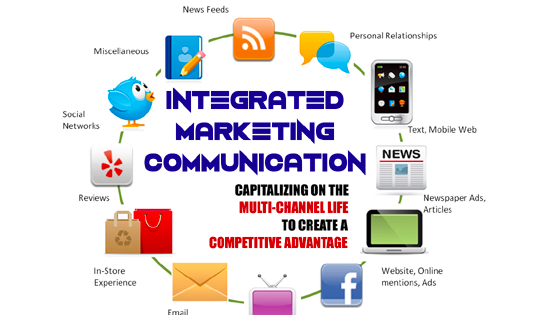 News Feeds
Personal Relationships
Miscellaneous
INTEGRATED
MARKETING
COMMUNICATION
Social
Networks
Text, Mobile Web
NEWS
CAPITALIZING ON THE
MULTI-CHANNEL LIFE
TO CREATE A
COMPETITIVE ADVANTAGE
Reviews
Newspaper Ads,
Articles
In-Store
Experience
Website, Online
mentions, Ads
f
Email